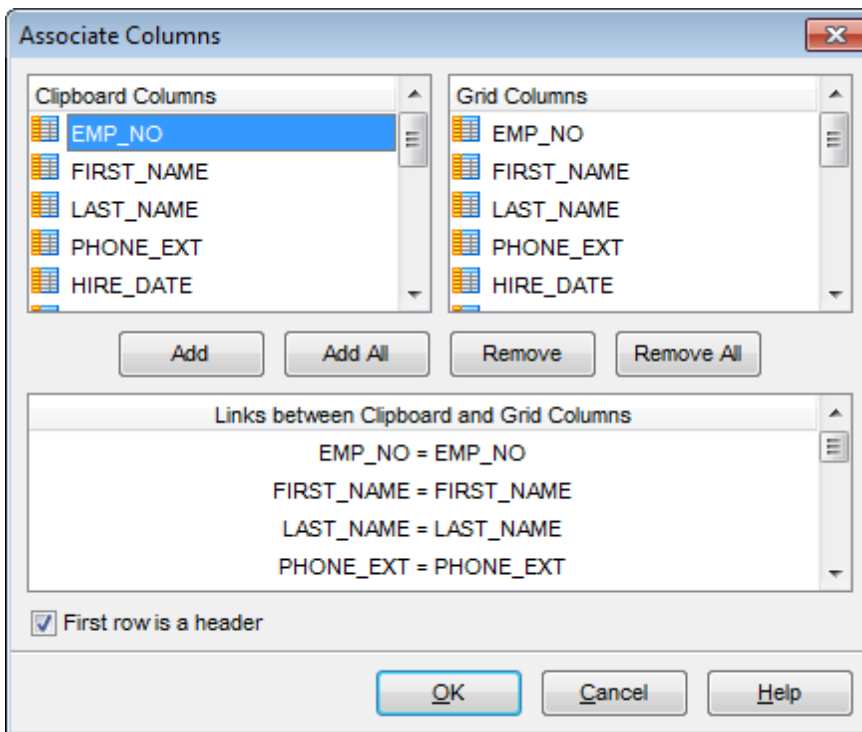 Associate Columns
Clipboard Columns
EMP_NO
FIRST_NAME
LAST_NAME
PHONE_EXT
HIRE_DATE
Grid Columns
EMP_NO
FIRST_NAME
LAST_NAME
PHONE_EXT
HIRE_DATE
Add Add All Remove Remove All
Links between Clipboard and Grid Columns
EMP_NO = EMP_NO
FIRST_NAME = FIRST_NAME
LAST_NAME = LAST_NAME
PHONE_EXT = PHONE_EXT
First row is a header
OK Cancel Help